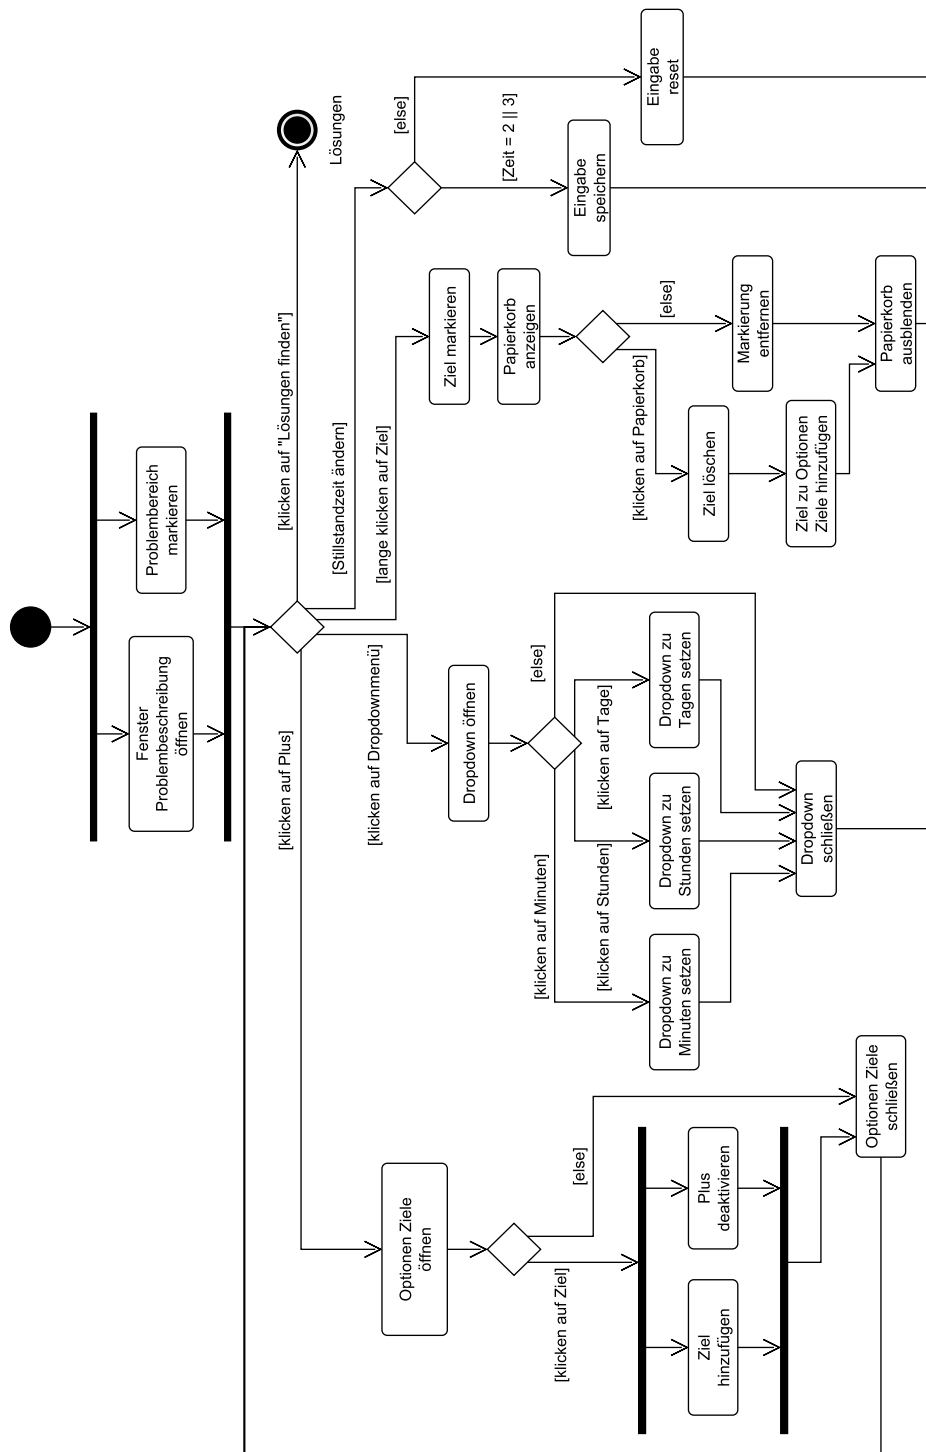 Fenster
Problembeschreibung
öffnen
Problembereich
markieren
[klicken auf "Lösungen finden"]
Lösungen
[Stillstandzeit ändern]
[else]
Eingabe
reset
[Zeit = 2 || 3]
Eingabe
speichern
[lange klicken auf Ziel]
Ziel markieren
Papierkorb
anzeigen
[else]
Markierung
entfernen
[klicken auf Papierkorb]
Ziel löschen
Ziel zu Optionen
Ziele hinzufügen
Papierkorb
ausblenden
[klicken auf Dropdownmenü]
Dropdown öffnen
[else]
[klicken auf Tage]
Dropdown zu
Tagen setzen
[klicken auf Stunden]
Dropdown zu
Stunden setzen
[klicken auf Minuten]
Dropdown zu
Minuten setzen
Dropdown
schließen
[klicken auf Plus]
Optionen Ziele
öffnen
[else]
[klicken auf Ziel]
Ziel
hinzufügen
Plus
deaktivieren
Optionen Ziele
schließen